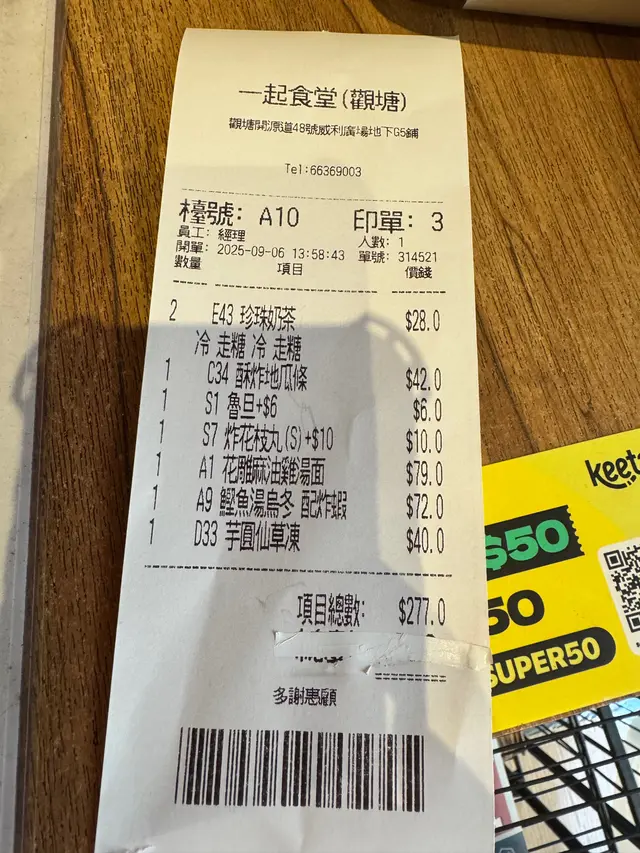 一起食堂(觀塘)
觀塘開源道48號威利廣場地下G5鋪
Tel:66369003
檯號: A10 印單: 3
員工: 經理 人數: 1
開單: 2025-09-06 13:58:43 單號: 314521
數量 項目 價錢
2 E43 珍珠奶茶 $28.0
冷 走糖 冷 走糖
1 C34 酥炸地瓜條 $42.0
1 S1 魯旦+$6 $6.0
1 S7 炸花枝丸(S)+$10 $10.0
1 A1 花雕麻油雞湯面 $79.0
1 A9 鰹魚湯烏冬 配炸蝦 $72.0
1 D33 芋圓仙草凍 $40.0
項目總數: $277.0
多謝惠顧
$50
50
SUPER50